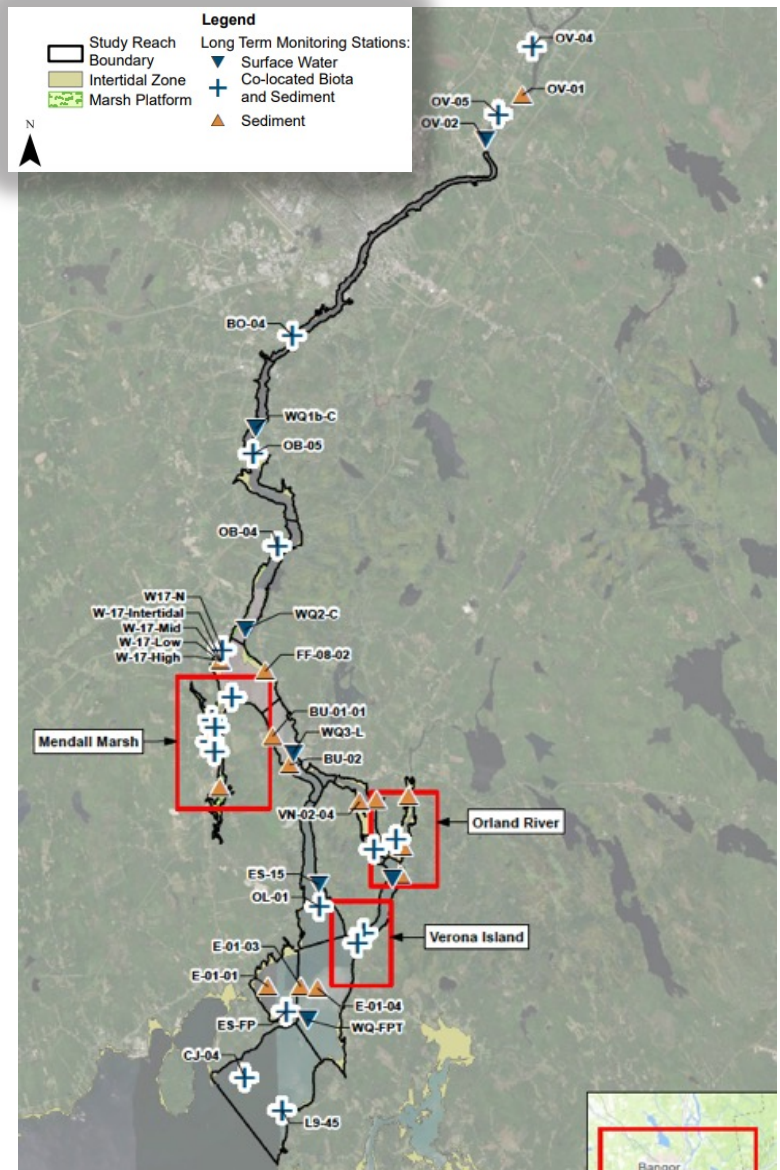 Legend
Study Reach
Boundary
Intertidal Zone
Marsh Platform
Long Term Monitoring Stations:
Surface Water
Co-located Biota
and Sediment
Sediment
N
OV-04
OV-01
OV-05
OV-02
BO-04
WQ1b-C
OB-05
OB-04
W17-N
W-17-Intertidal
W-17-Mid
W-17-Low
W-17-High
WQ2-C
FF-08-02
BU-01-01
WQ3-L
BU-02
Mendall Marsh
VN-02-04
Orland River
ES-15
OL-01
Verona Island
E-01-03
E-01-01
E-01-04
ES-FP
WQ-FPT
CJ-04
L9-45
Bangor